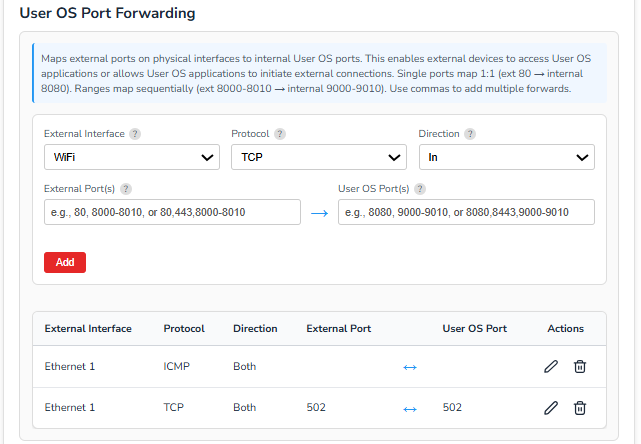 User OS Port Forwarding
Maps external ports on physical interfaces to internal User OS ports. This enables external devices to access User OS
applications or allows User OS applications to initiate external connections. Single ports map 1:1 (ext 80 → internal
8080). Ranges map sequentially (ext 8000-8010 → internal 9000-9010). Use commas to add multiple forwards.
External Interface ? Protocol ? Direction ?
WiFi TCP In
External Port(s) ? User OS Port(s) ?
e.g., 80, 8000-8010, or 80,443,8000-8010 → e.g., 8080, 9000-9010, or 8080,8443,9000-9010
Add
External Interface Protocol Direction External Port User OS Port Actions
Ethernet 1 ICMP Both ↔
Ethernet 1 TCP Both 502 ↔ 502